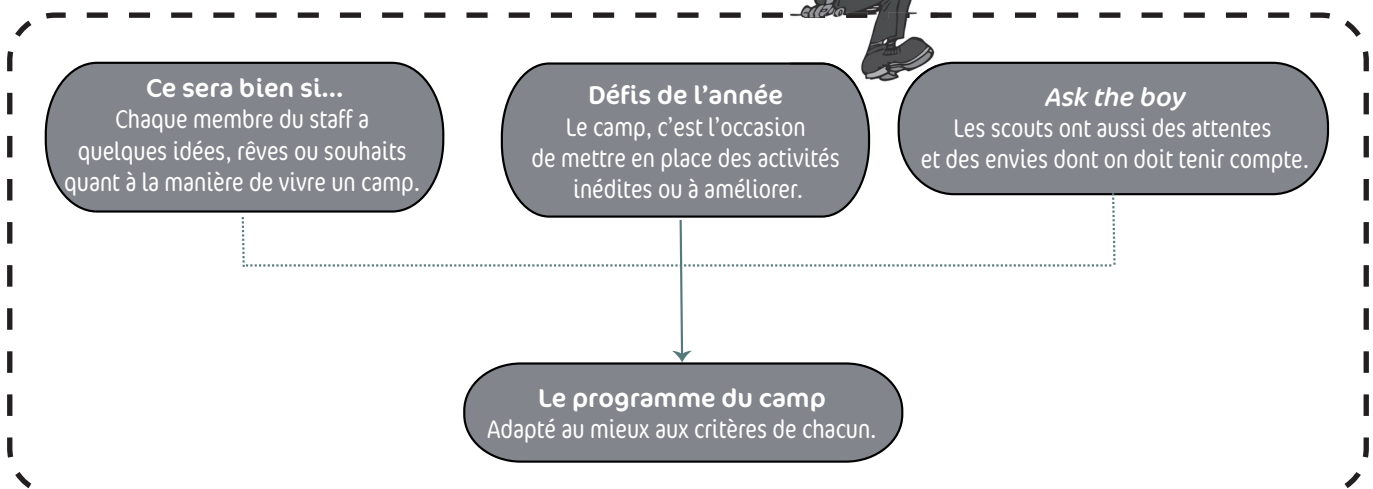 Ce sera bien si...
Chaque membre du staff a
quelques idées, rêves ou souhaits
quant à la manière de vivre un camp.
Défis de l'année
Le camp, c'est l'occasion
de mettre en place des activités
inédites ou à améliorer.
Ask the boy
Les scouts ont aussi des attentes
et des envies dont on doit tenir compte.
Le programme du camp
Adapté au mieux aux critères de chacun.